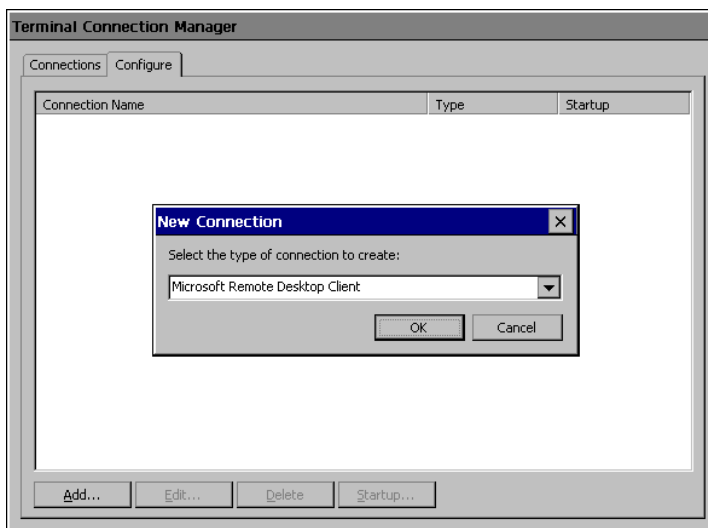 Terminal Connection Manager
Connections Configure
Connection Name Type Startup
New Connection
Select the type of connection to create:
Microsoft Remote Desktop Client
OK Cancel
Add... Edit... Delete Startup...